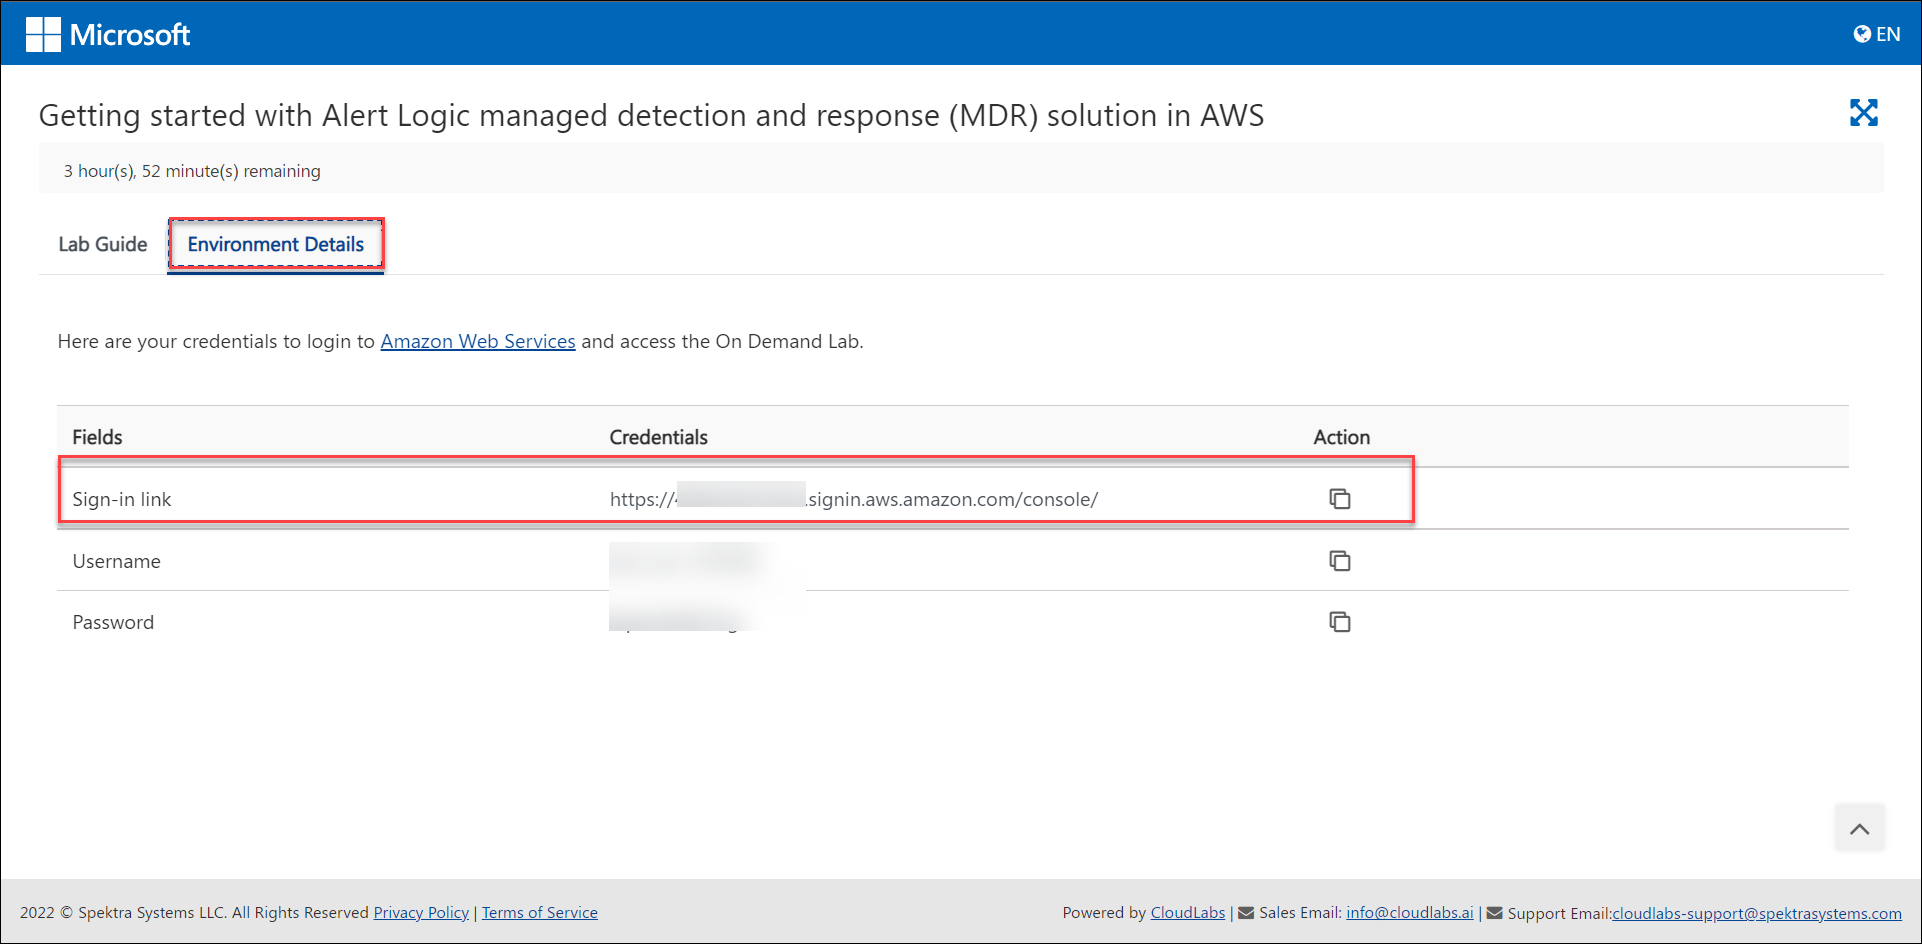 Microsoft
EN
Getting started with Alert Logic managed detection and response (MDR) solution in AWS
3 hour(s), 52 minute(s) remaining
Lab Guide Environment Details
Here are your credentials to login to Amazon Web Services and access the On Demand Lab.
Fields Credentials Action
Sign-in link https:// .signin.aws.amazon.com/console/
Username
Password
2022 © Spektra Systems LLC. All Rights Reserved Privacy Policy | Terms of Service Powered by CloudLabs | Sales Email: info@cloudlabs.ai | Support Email:cloudlabs-support@spektrasystems.com